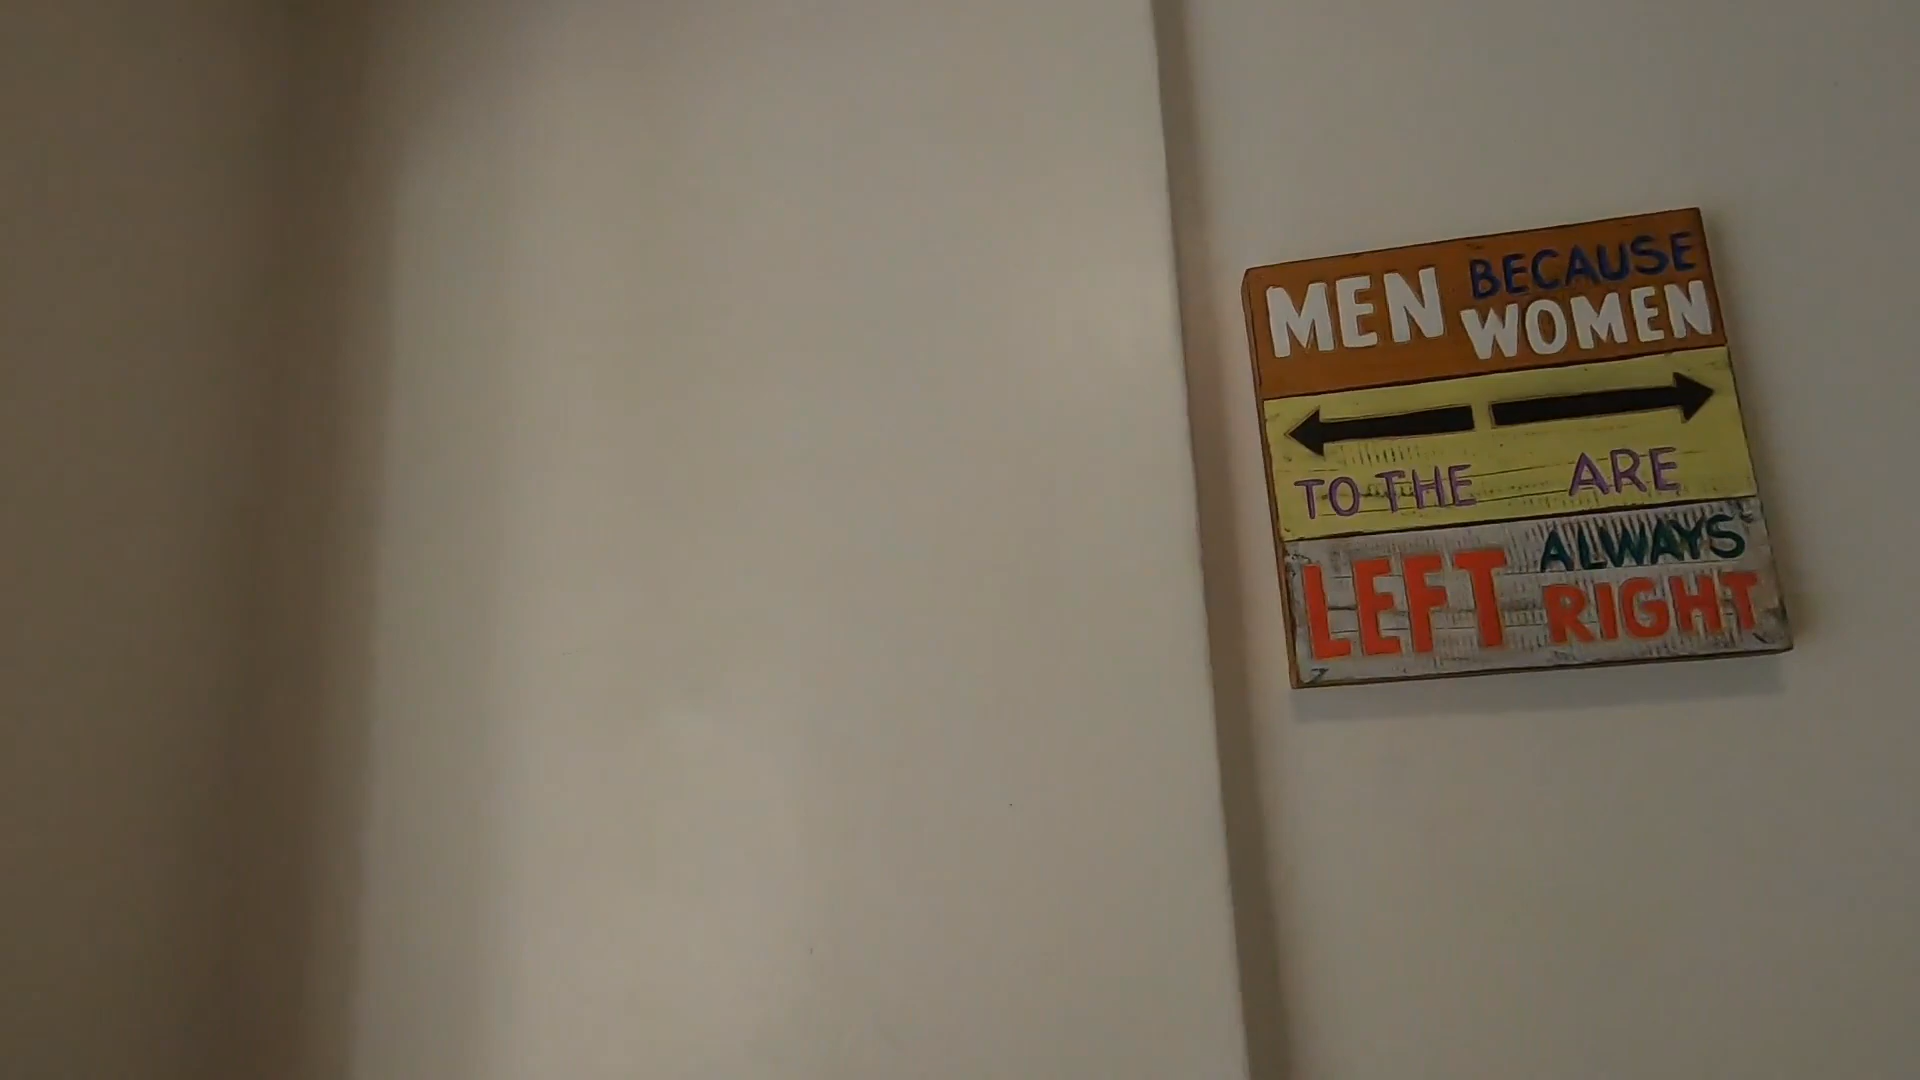 MEN
TO THE
LEFT
BECAUSE
WOMEN
ARE
ALWAYS
RIGHT